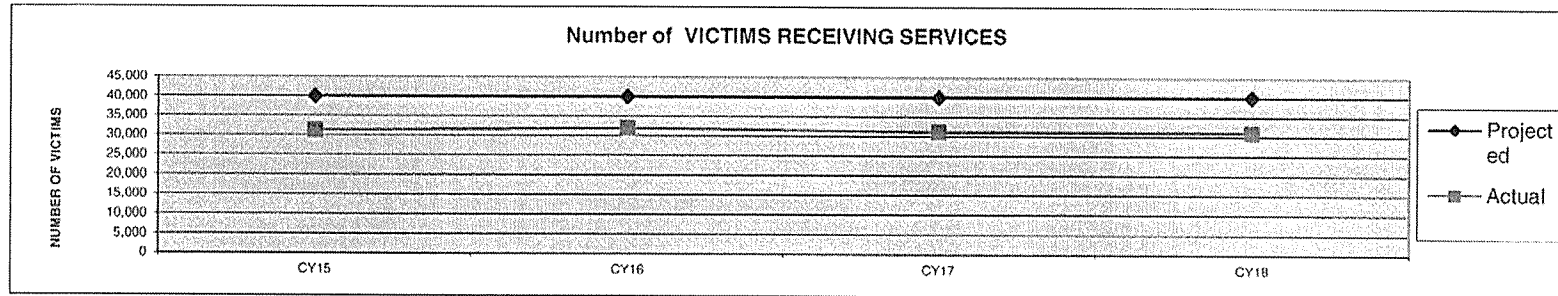 Number of VICTIMS RECEIVING SERVICES
NUMBER OF VICTIMS
45,000
40,000
35,000
30,000
25,000
20,000
15,000
10,000
5,000
0
CY15
CY16
CY17
CY18
Project
ed
Actual